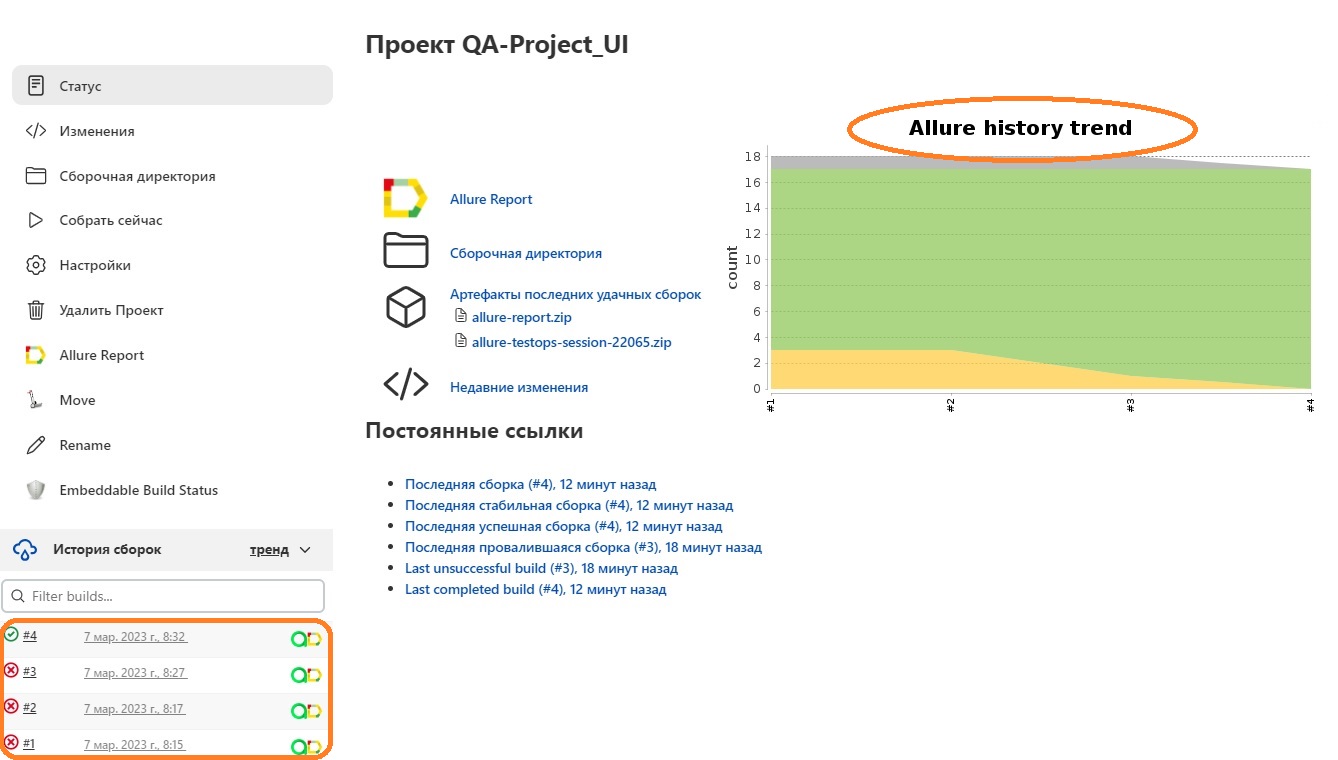 Проект QA-Project_UI
Статус
Изменения
Сборочная директория
Собрать сейчас
Настройки
Удалить Проект
Allure Report
Move
Rename
Embeddable Build Status
История сборок
тренд
Filter builds...
#4 7 мар. 2023 г., 8:32
#3 7 мар. 2023 г., 8:27
#2 7 мар. 2023 г., 8:17
#1 7 мар. 2023 г., 8:15
Allure Report
Сборочная директория
Артефакты последних удачных сборок
allure-report.zip
allure-testops-session-22065.zip
Недавние изменения
Allure history trend
count
18
16
14
12
10
8
6
4
2
0
#1 #2 #3 #4
Постоянные ссылки
Последняя сборка (#4), 12 минут назад
Последняя стабильная сборка (#4), 12 минут назад
Последняя успешная сборка (#4), 12 минут назад
Последняя провалившаяся сборка (#3), 18 минут назад
Last unsuccessful build (#3), 18 минут назад
Last completed build (#4), 12 минут назад